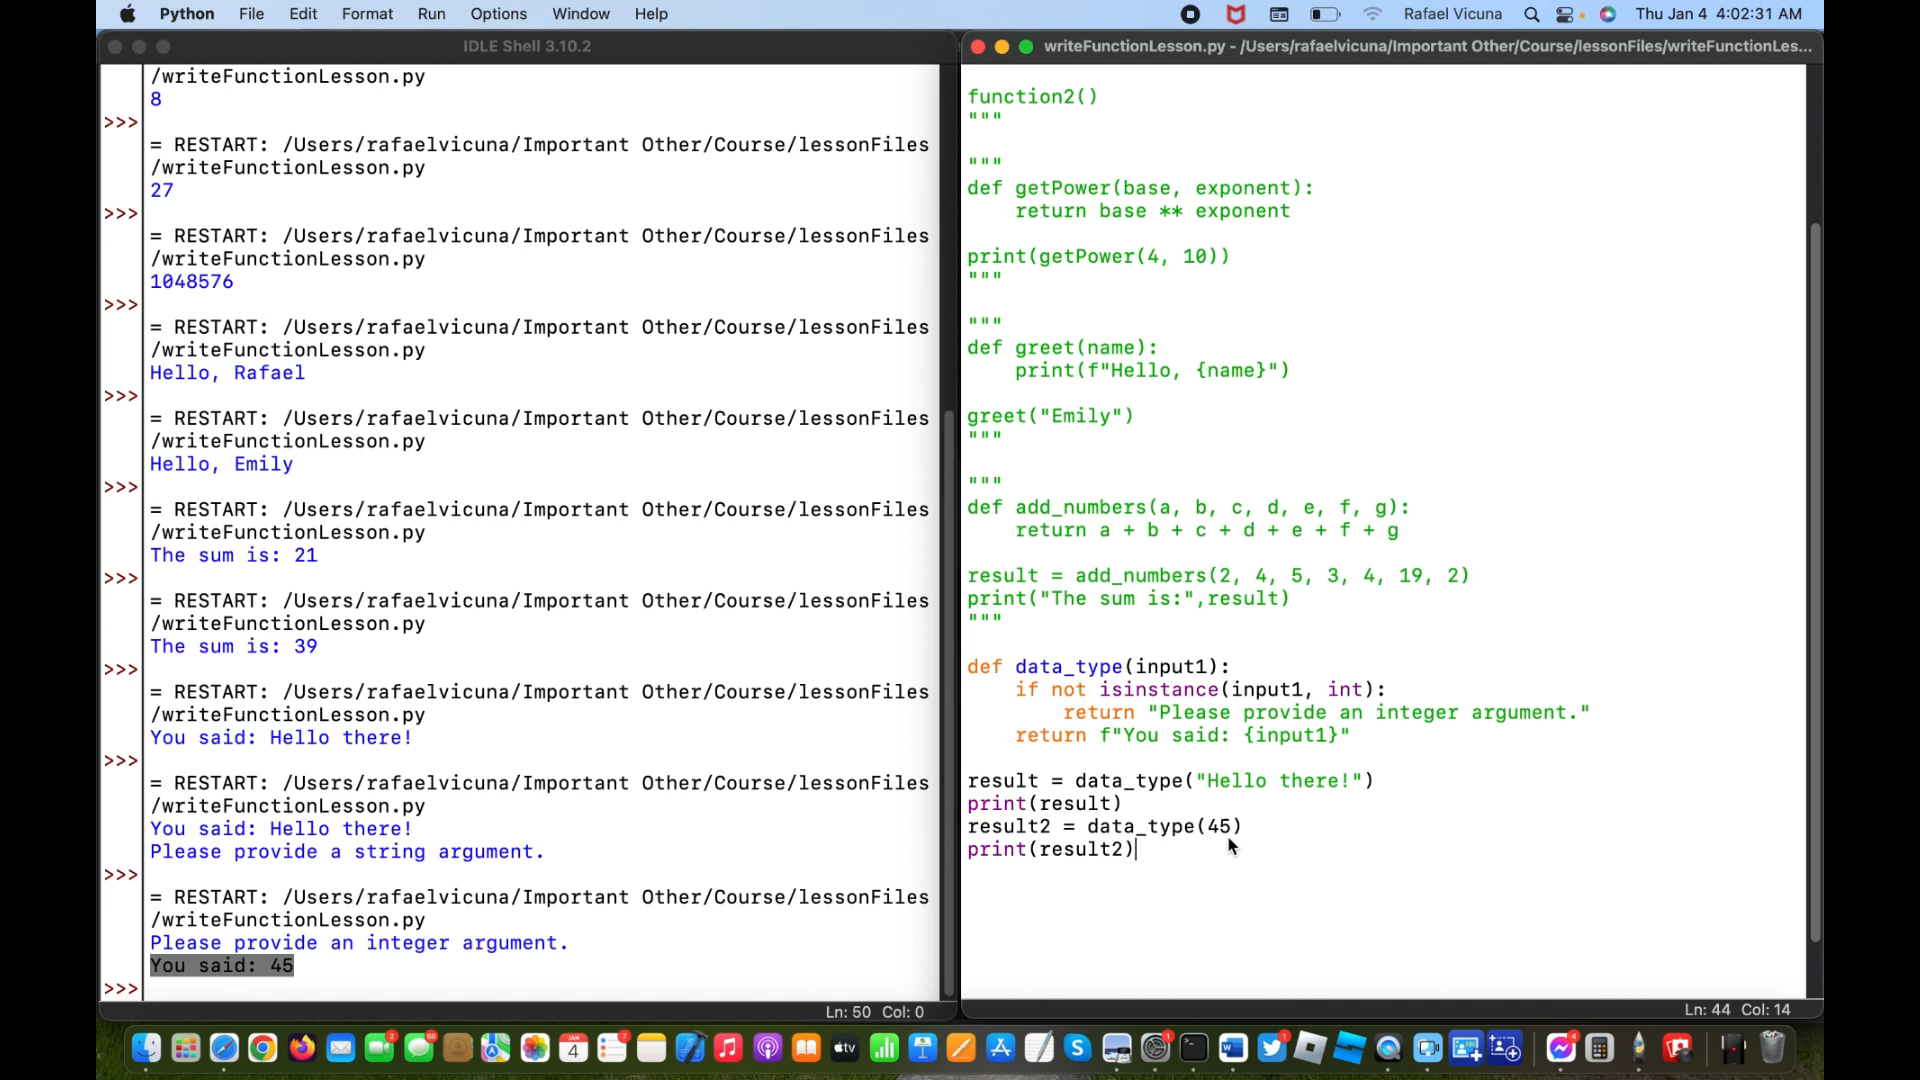 Python File Edit Format Run Options Window Help
Rafael Vicuna Thu Jan 4 4:02:31 AM
IDLE Shell 3.10.2
/writeFunctionLesson.py
8
>>>
= RESTART: /Users/rafaelvicuna/Important Other/Course/lessonFiles
/writeFunctionLesson.py
27
>>>
= RESTART: /Users/rafaelvicuna/Important Other/Course/lessonFiles
/writeFunctionLesson.py
1048576
>>>
= RESTART: /Users/rafaelvicuna/Important Other/Course/lessonFiles
/writeFunctionLesson.py
Hello, Rafael
>>>
= RESTART: /Users/rafaelvicuna/Important Other/Course/lessonFiles
/writeFunctionLesson.py
Hello, Emily
>>>
= RESTART: /Users/rafaelvicuna/Important Other/Course/lessonFiles
/writeFunctionLesson.py
The sum is: 21
>>>
= RESTART: /Users/rafaelvicuna/Important Other/Course/lessonFiles
/writeFunctionLesson.py
The sum is: 39
>>>
= RESTART: /Users/rafaelvicuna/Important Other/Course/lessonFiles
/writeFunctionLesson.py
You said: Hello there!
>>>
= RESTART: /Users/rafaelvicuna/Important Other/Course/lessonFiles
/writeFunctionLesson.py
You said: Hello there!
Please provide a string argument.
>>>
= RESTART: /Users/rafaelvicuna/Important Other/Course/lessonFiles
/writeFunctionLesson.py
Please provide an integer argument.
You said: 45
>>>
Ln: 50 Col: 0
writeFunctionLesson.py - /Users/rafaelvicuna/Important Other/Course/lessonFiles/writeFunctionLes...
function2()
"""
"""
def getPower(base, exponent):
    return base ** exponent
print(getPower(4, 10))
"""
"""
def greet(name):
    print(f"Hello, {name}")
greet("Emily")
"""
"""
def add_numbers(a, b, c, d, e, f, g):
    return a + b + c + d + e + f + g
result = add_numbers(2, 4, 5, 3, 4, 19, 2)
print("The sum is:",result)
"""
def data_type(input1):
    if not isinstance(input1, int):
        return "Please provide an integer argument."
    return f"You said: {input1}"
result = data_type("Hello there!")
print(result)
result2 = data_type(45)
print(result2)
Ln: 44 Col: 14